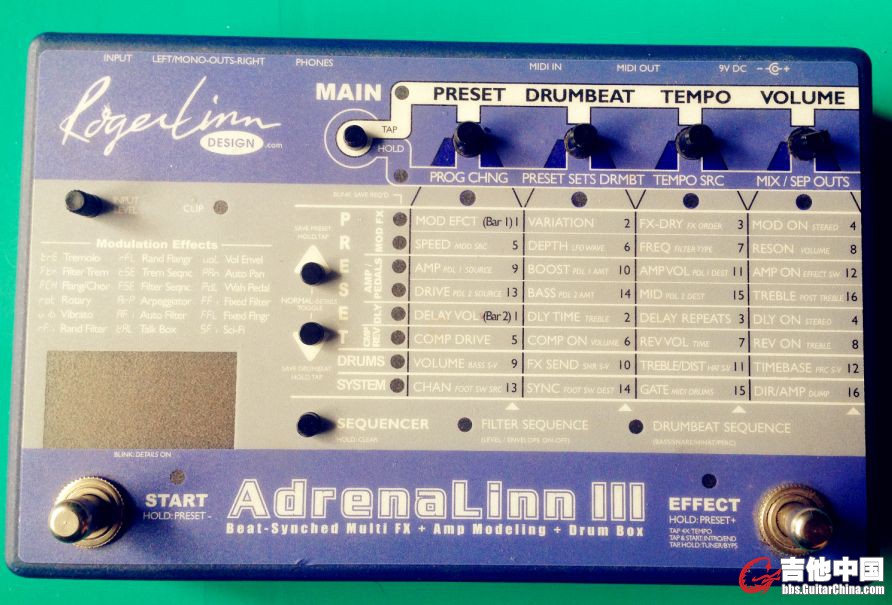 INPUT LEFT/MONO-OUTS-RIGHT PHONES MIDI IN MIDI OUT 9V DC
RogerLinn
DESIGN .com
MAIN PRESET DRUMBEAT TEMPO VOLUME
TAP
HOLD
PROG CHNG PRESET SETS DRMBT TEMPO SRC MIX / SEP OUTS
INPUT
LEVEL
CLIP
BLINK: SAVE REQ'D
SAVE PRESET
HOLD, TAP
NORMAL-SERIES
TOGGLE
SAVE DRUMBEAT
HOLD, TAP
PRESET
MOD FX
AMP / PEDALS
DLY
CMP REV
Modulation Effects
Tremolo Rand Flangr Vol Envel
Filter Trem Trem Seqnc Auto Pan
Flang/Chor Filter Seqnc Wah Pedal
Rotary Arpeggiator Fixed Filter
Vibrato Auto Filter Fixed Flngr
Rand Filter Talk Box Sci-Fi
MOD EFCT (Bar 1) 1 VARIATION 2 FX-DRY FX ORDER 3 MOD ON STEREO 4
SPEED MOD SRC 5 DEPTH LFO WAVE 6 FREQ FILTER TYPE 7 RESON VOLUME 8
AMP PDL 1 SOURCE 9 BOOST PDL 1 AMT 10 AMP VOL PDL 1 DEST 11 AMP ON EFFECT SW 12
DRIVE PDL 2 SOURCE 13 BASS PDL 2 AMT 14 MID PDL 2 DEST 15 TREBLE POST TREBLE 16
DELAY VOL (Bar 2) 1 DLY TIME TREBLE 2 DELAY REPEATS 3 DLY ON STEREO 4
COMP DRIVE 5 COMP ON VOLUME 6 REV VOL TIME 7 REV ON TREBLE 8
DRUMS VOLUME BASS S-V 9 FX SEND SNR S-V 10 TREBLE/DIST HAT S-V 11 TIMEBASE PRC S-V 12
SYSTEM CHAN FOOT SW SRC 13 SYNC FOOT SW DEST 14 GATE MIDI DRUMS 15 DIR/AMP DUMP 16
SEQUENCER FILTER SEQUENCE DRUMBEAT SEQUENCE
HOLD: CLEAR (LEVEL / ENVELOPE ON-OFF) (BASS/SNARE/HIHAT/PERC)
BLINK: DETAILS ON
START
HOLD: PRESET -
AdrenaLinn III
Beat-Synched Multi FX + Amp Modeling + Drum Box
EFFECT
HOLD: PRESET+
TAP 4X: TEMPO
TAP & START: INTRO/END
TAP, HOLD: TUNER/BYPS
吉他中国
bbs.GuitarChina.com